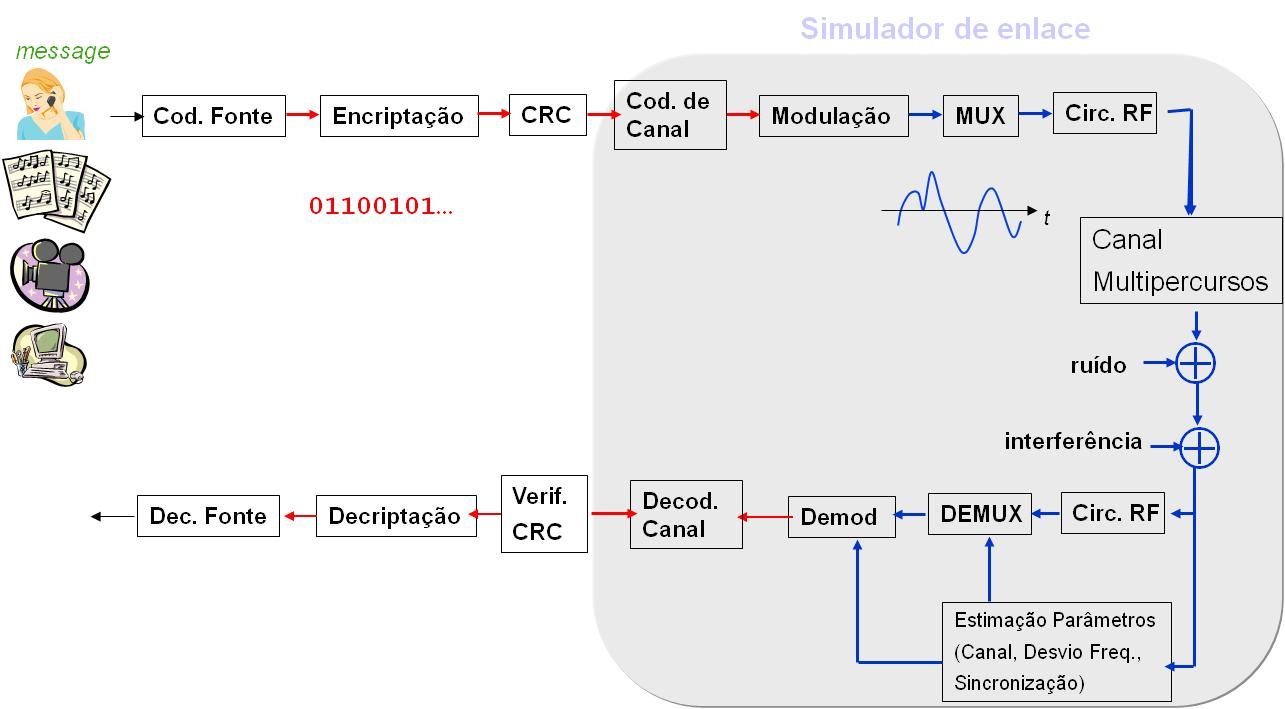 Simulador de enlace
message
Cod. Fonte
Encriptação
CRC
Cod. de
Canal
Modulação
MUX
Circ. RF
01100101...
t
Canal
Multipercursos
ruído
interferência
Dec. Fonte
Decriptação
Verif.
CRC
Decod.
Canal
Demod
DEMUX
Circ. RF
Estimação Parâmetros
(Canal, Desvio Freq.,
Sincronização)